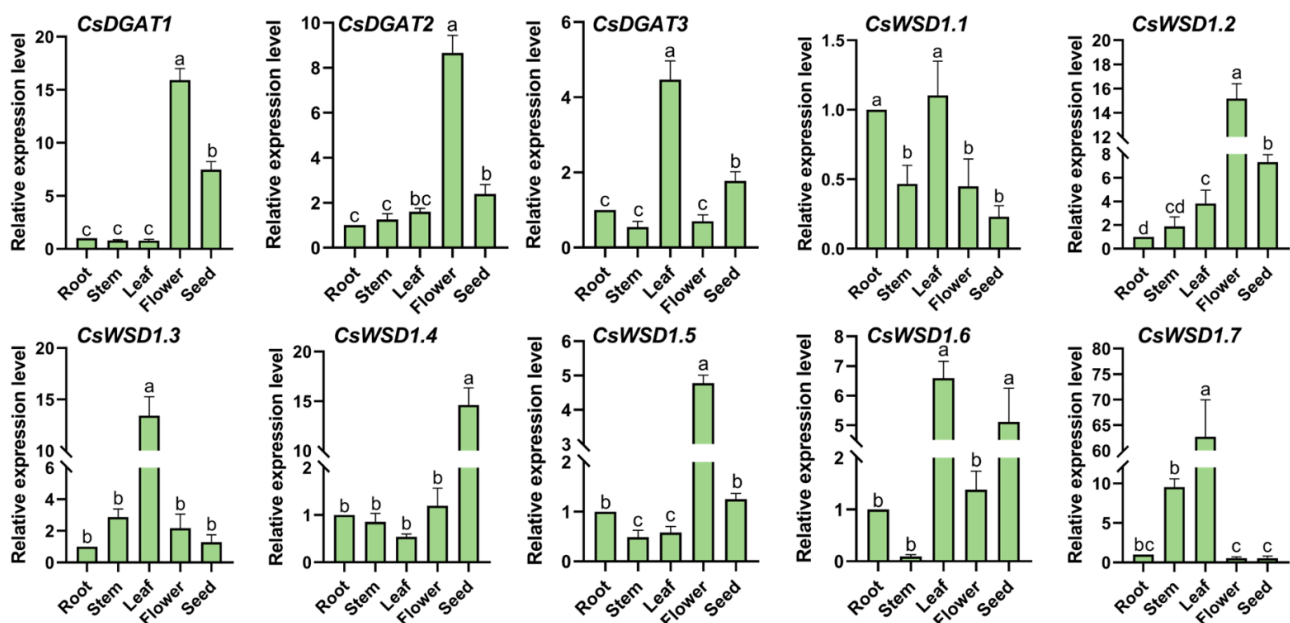 CsDGAT1
Relative expression level
20
15
10
5
0
c c c a b
Root Stem Leaf Flower Seed
CsDGAT2
Relative expression level
10
8
6
4
2
0
c c bc a b
Root Stem Leaf Flower Seed
CsDGAT3
Relative expression level
6
4
2
0
c c a c b
Root Stem Leaf Flower Seed
CsWSD1.1
Relative expression level
1.5
1.0
0.5
0.0
a b a b b
Root Stem Leaf Flower Seed
CsWSD1.2
Relative expression level
20
18
16
14
12
8
6
4
2
0
d cd c a b
Root Stem Leaf Flower Seed
CsWSD1.3
Relative expression level
20
15
10
6
4
2
0
b b a b b
Root Stem Leaf Flower Seed
CsWSD1.4
Relative expression level
20
15
10
2
1
0
b b b b a
Root Stem Leaf Flower Seed
CsWSD1.5
Relative expression level
6
5
4
3
2
1
0
b c c a b
Root Stem Leaf Flower Seed
CsWSD1.6
Relative expression level
8
7
6
5
2
1
0
b b a b a
Root Stem Leaf Flower Seed
CsWSD1.7
Relative expression level
80
75
70
65
60
10
5
0
bc b a c c
Root Stem Leaf Flower Seed